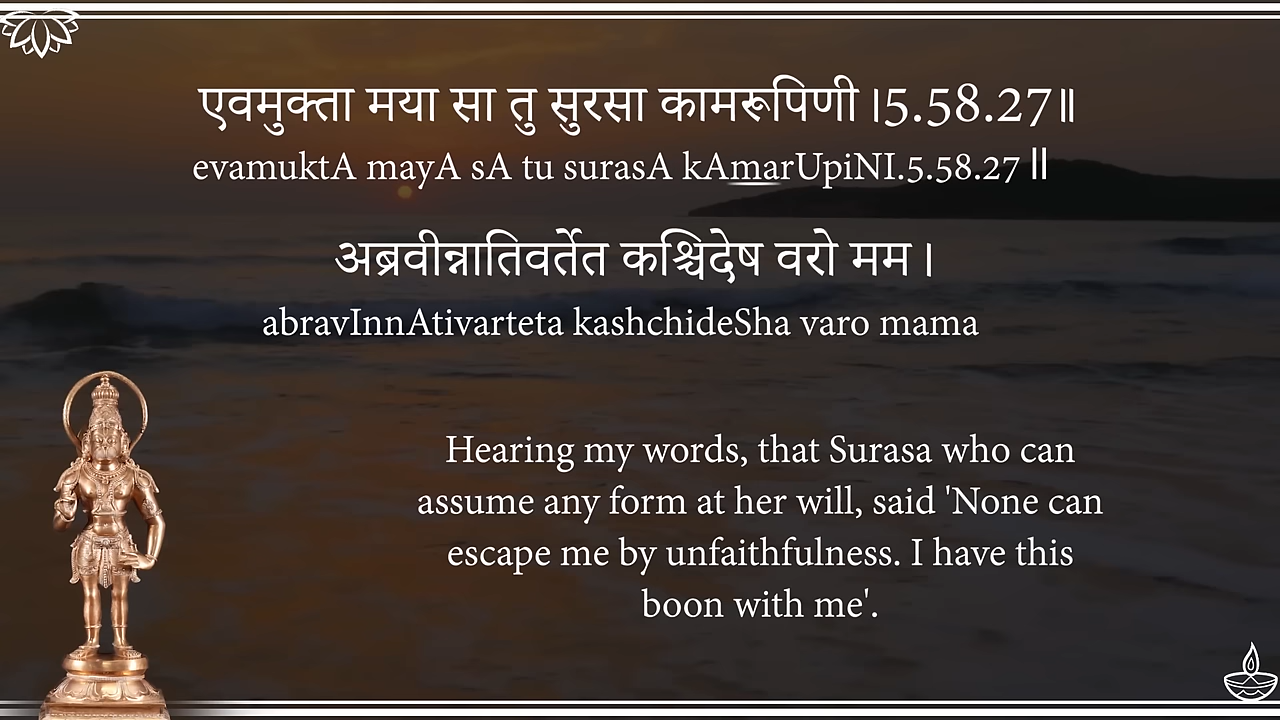 एवमुक्ता मया सा तु सुरसा कामरूपिणी ।5.58.27॥
evamuktA mayA sA tu surasA kAmarUpiNI.5.58.27 ||
अब्रवीन्नातिवर्तेत कश्चिदेष वरो मम ।
abravInnAtivarteta kashchideSha varo mama
Hearing my words, that Surasa who can
assume any form at her will, said 'None can
escape me by unfaithfulness. I have this
boon with me'.